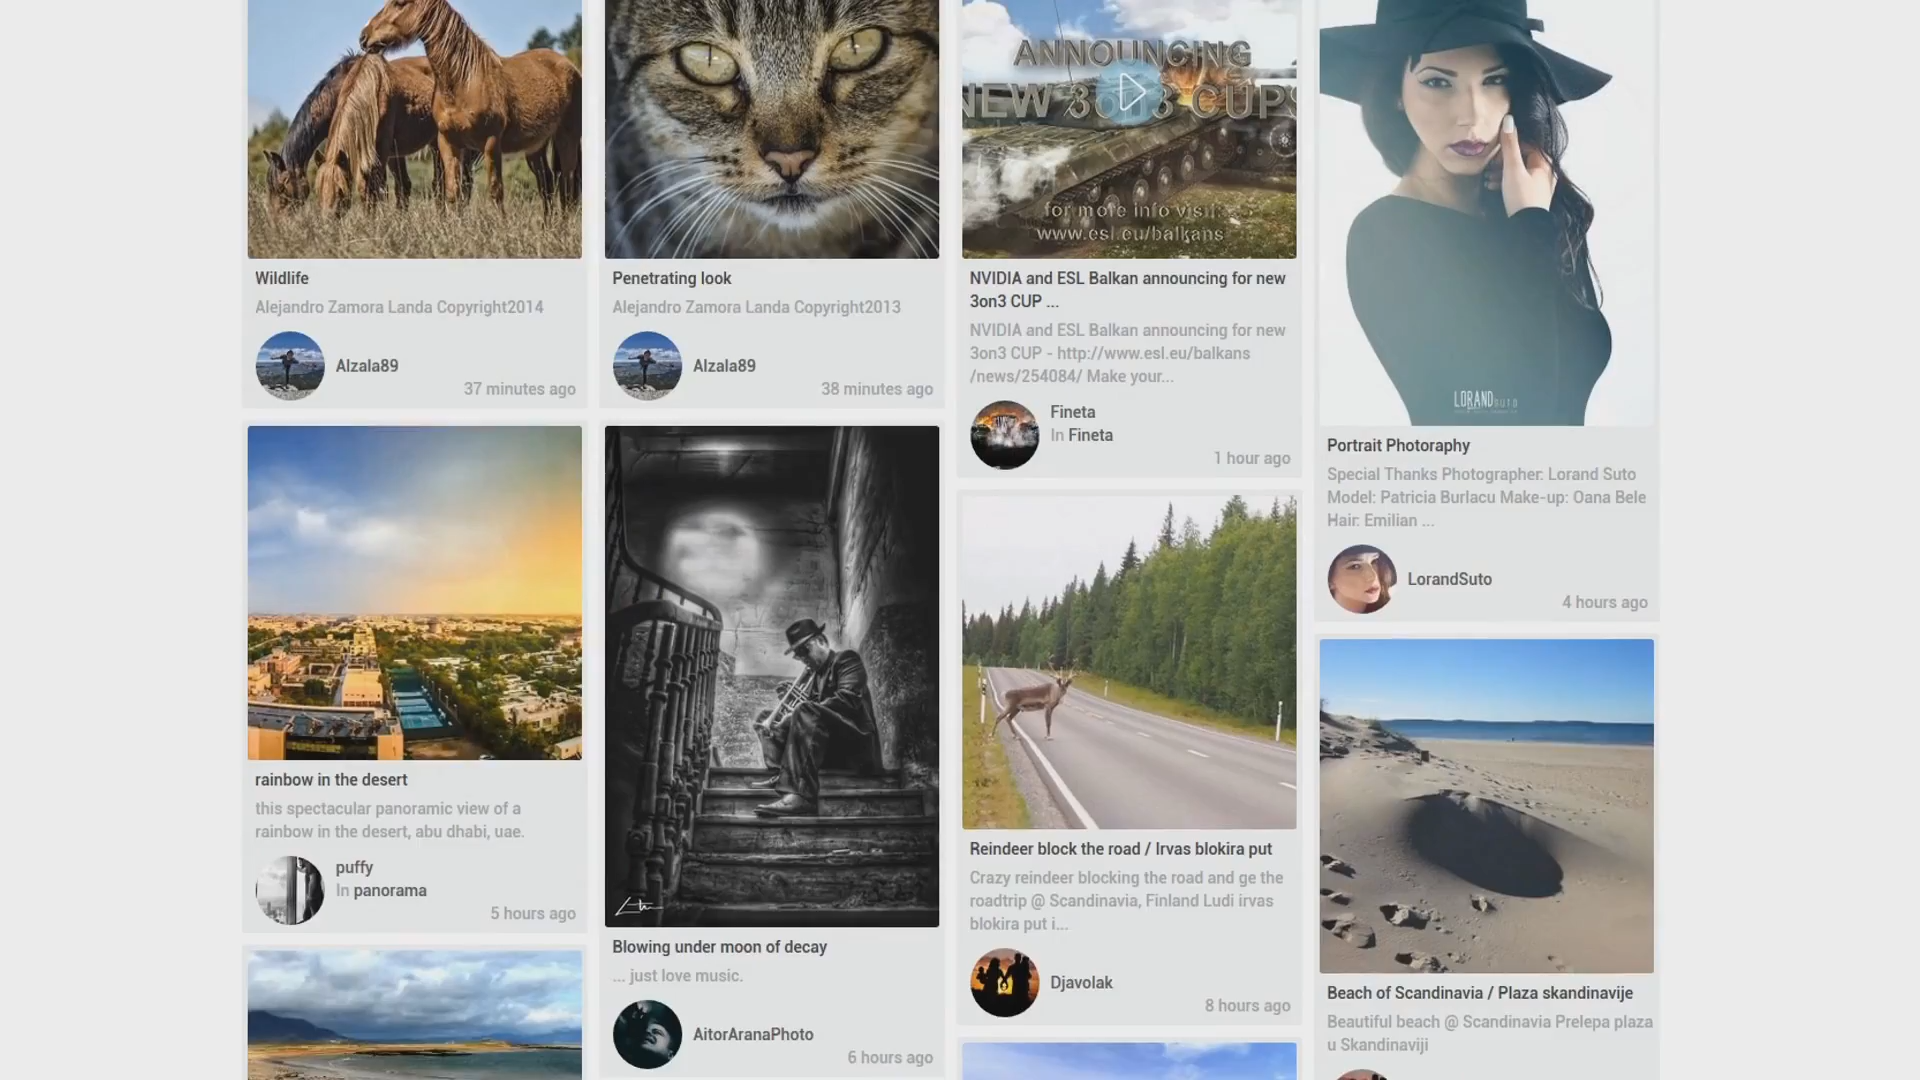 Wildlife
Alejandro Zamora Landa Copyright2014
Alzala89
37 minutes ago
rainbow in the desert
this spectacular panoramic view of a
rainbow in the desert, abu dhabi, uae.
puffy
In panorama
5 hours ago
Penetrating look
Alejandro Zamora Landa Copyright2013
Alzala89
38 minutes ago
Blowing under moon of decay
... just love music.
AitorAranaPhoto
6 hours ago
ANNOUNCING
NEW 3on3 CUPS
for more info visit:
www.esl.eu/balkans
NVIDIA and ESL Balkan announcing for new
3on3 CUP ...
NVIDIA and ESL Balkan announcing for new
3on3 CUP - http://www.esl.eu/balkans
/news/254084/ Make your...
Fineta
In Fineta
1 hour ago
Reindeer block the road / Irvas blokira put
Crazy reindeer blocking the road and ge the
roadtrip @ Scandinavia, Finland Ludi irvas
blokira put i...
Djavolak
8 hours ago
LORAND SUTO
Portrait Photoraphy
Special Thanks Photographer: Lorand Suto
Model: Patricia Burlacu Make-up: Oana Bele
Hair: Emilian ...
LorandSuto
4 hours ago
Beach of Scandinavia / Plaza skandinavije
Beautiful beach @ Scandinavia Prelepa plaza
u Skandinaviji